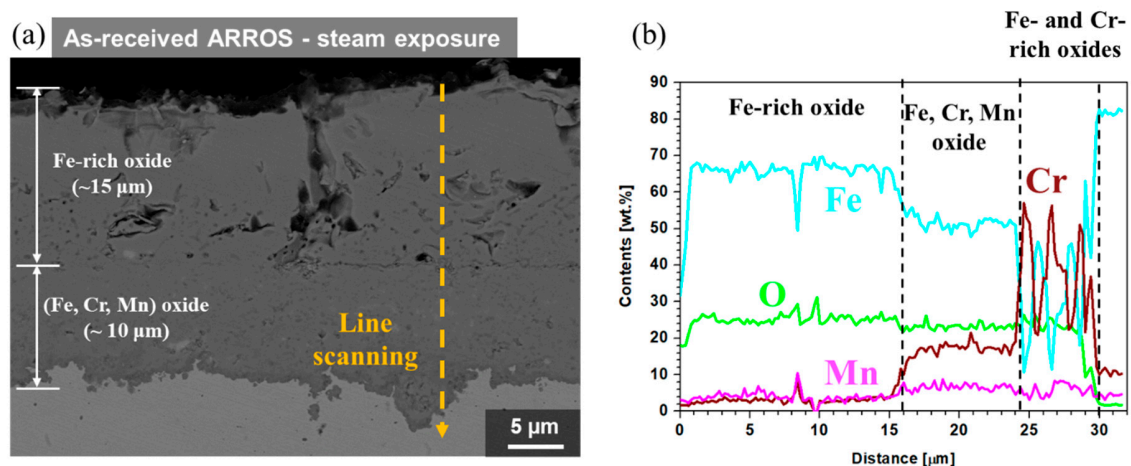 (a)
As-received ARROS - steam exposure
Fe-rich oxide
(~15 µm)
(Fe, Cr, Mn) oxide
(~ 10 µm)
Line
scanning
5 µm
(b)
Fe- and Cr-
rich oxides
Fe-rich oxide
Fe, Cr, Mn
oxide
Fe
Cr
O
Mn
Contents [wt.%]
90
80
70
60
50
40
30
20
10
0
0 5 10 15 20 25 30
Distance [µm]